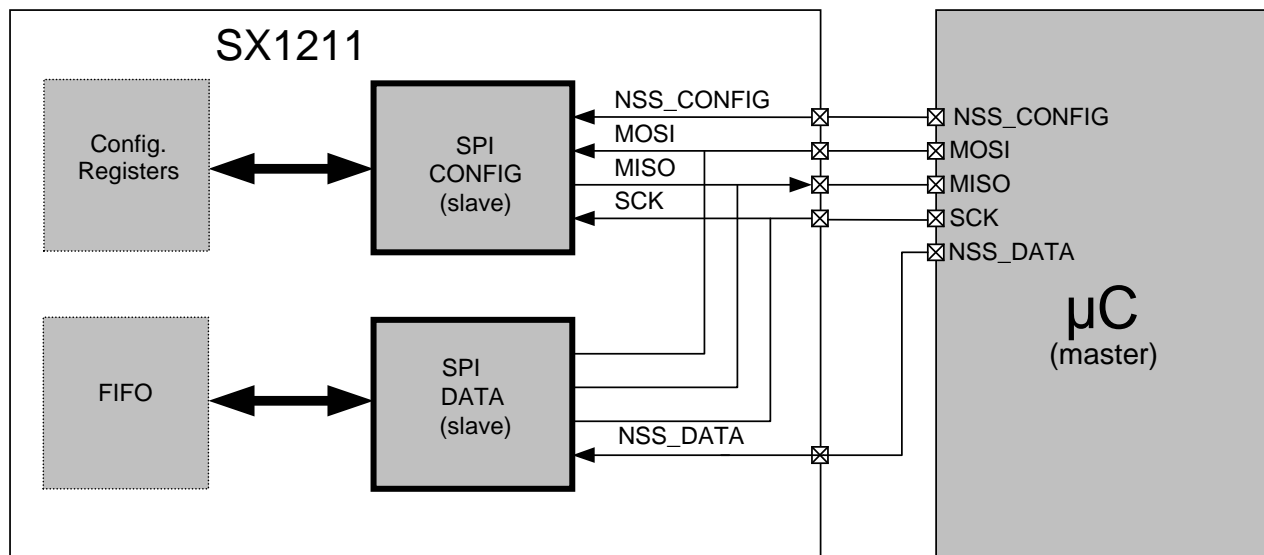 SX1211
Config.
Registers
SPI
CONFIG
(slave)
NSS_CONFIG
MOSI
MISO
SCK
NSS_CONFIG
MOSI
MISO
SCK
NSS_DATA
µC
(master)
FIFO
SPI
DATA
(slave)
NSS_DATA